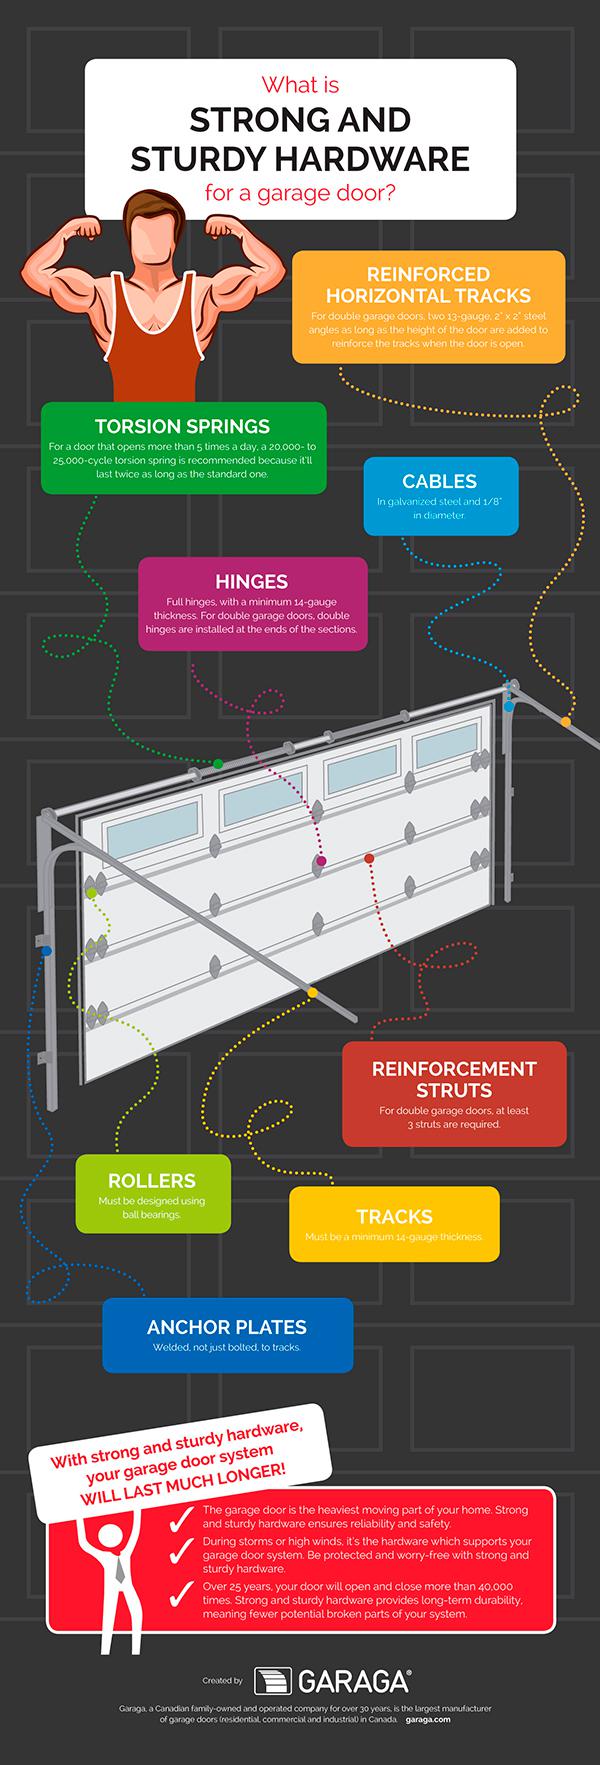 What is
STRONG AND
STURDY HARDWARE
for a garage door?
REINFORCED
HORIZONTAL TRACKS
For double garage doors, two 13-gauge, 2" x 2" steel
angles as long as the height of the door are added to
reinforce the tracks when the door is open.
TORSION SPRINGS
For a door that opens more than 5 times a day, a 20,000- to
25,000-cycle torsion spring is recommended because it'll
last twice as long as the standard one.
CABLES
In galvanized steel and 1/8"
in diameter.
HINGES
Full hinges, with a minimum 14-gauge
thickness. For double garage doors, double
hinges are installed at the ends of the sections.
REINFORCEMENT
STRUTS
For double garage doors, at least
3 struts are required.
ROLLERS
Must be designed using
ball bearings.
TRACKS
Must be a minimum 14-gauge thickness.
ANCHOR PLATES
Welded, not just bolted, to tracks.
With strong and sturdy hardware,
your garage door system
WILL LAST MUCH LONGER!
The garage door is the heaviest moving part of your home. Strong
and sturdy hardware ensures reliability and safety.
During storms or high winds, it's the hardware which supports your
garage door system. Be protected and worry-free with strong and
sturdy hardware.
Over 25 years, your door will open and close more than 40,000
times. Strong and sturdy hardware provides long-term durability,
meaning fewer potential broken parts of your system.
Created by GARAGA®
Garaga, a Canadian family-owned and operated company for over 30 years, is the largest manufacturer
of garage doors (residential, commercial and industrial) in Canada. garaga.com